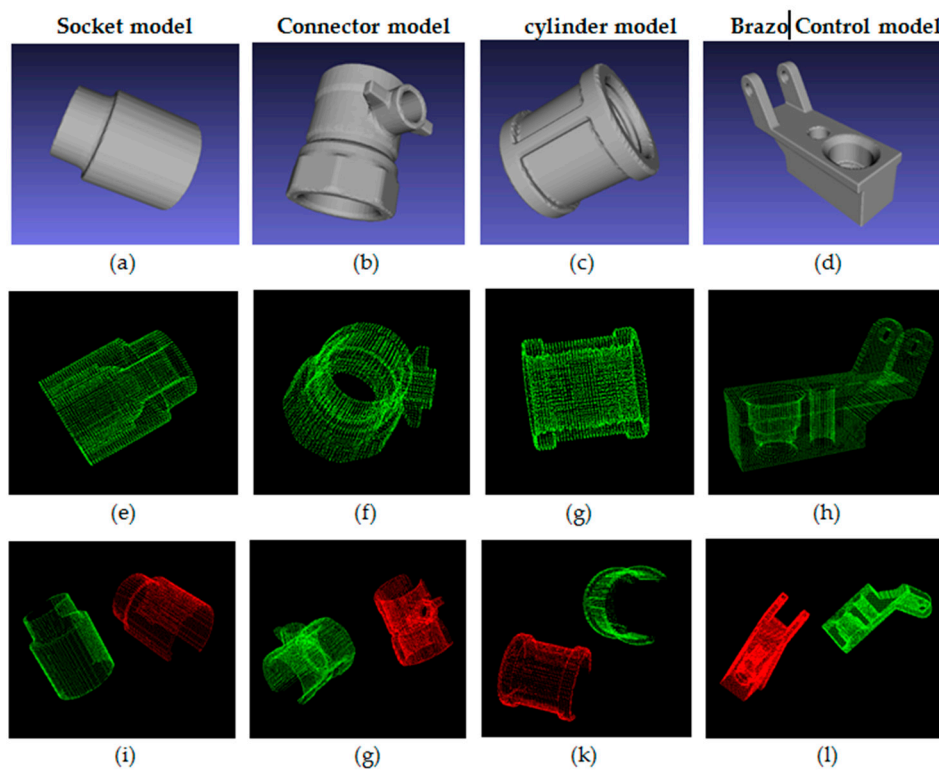 Socket model Connector model cylinder model Brazo Control model
(a) (b) (c) (d)
(e) (f) (g) (h)
(i) (g) (k) (l)